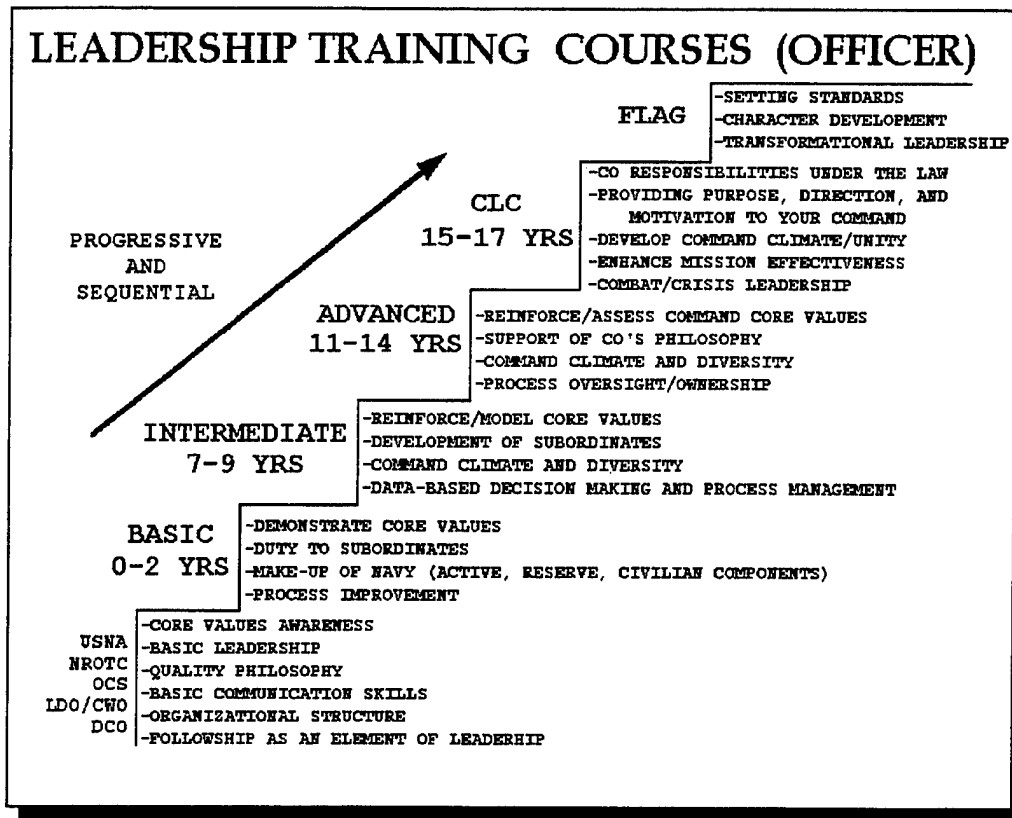 LEADERSHIP TRAINING COURSES (OFFICER)
FLAG
-SETTING STANDARDS
-CHARACTER DEVELOPMENT
-TRANSFORMATIONAL LEADERSHIP
CLC
15-17 YRS
-CO RESPONSIBILITIES UNDER THE LAW
-PROVIDING PURPOSE, DIRECTION, AND
MOTIVATION TO YOUR COMMAND
-DEVELOP COMMAND CLIMATE/UNITY
-ENHANCE MISSION EFFECTIVENESS
-COMBAT/CRISIS LEADERSHIP
PROGRESSIVE
AND
SEQUENTIAL
ADVANCED
11-14 YRS
-REINFORCE/ASSESS COMMAND CORE VALUES
-SUPPORT OF CO'S PHILOSOPHY
-COMMAND CLIMATE AND DIVERSITY
-PROCESS OVERSIGHT/OWNERSHIP
INTERMEDIATE
7-9 YRS
-REINFORCE/MODEL CORE VALUES
-DEVELOPMENT OF SUBORDINATES
-COMMAND CLIMATE AND DIVERSITY
-DATA-BASED DECISION MAKING AND PROCESS MANAGEMENT
BASIC
0-2 YRS
-DEMONSTRATE CORE VALUES
-DUTY TO SUBORDINATES
-MAKE-UP OF NAVY (ACTIVE, RESERVE, CIVILIAN COMPONENTS)
-PROCESS IMPROVEMENT
USNA
NROTC
OCS
LDO/CWO
DCO
-CORE VALUES AWARENESS
-BASIC LEADERSHIP
-QUALITY PHILOSOPHY
-BASIC COMMUNICATION SKILLS
-ORGANIZATIONAL STRUCTURE
-FOLLOWSHIP AS AN ELEMENT OF LEADERHIP